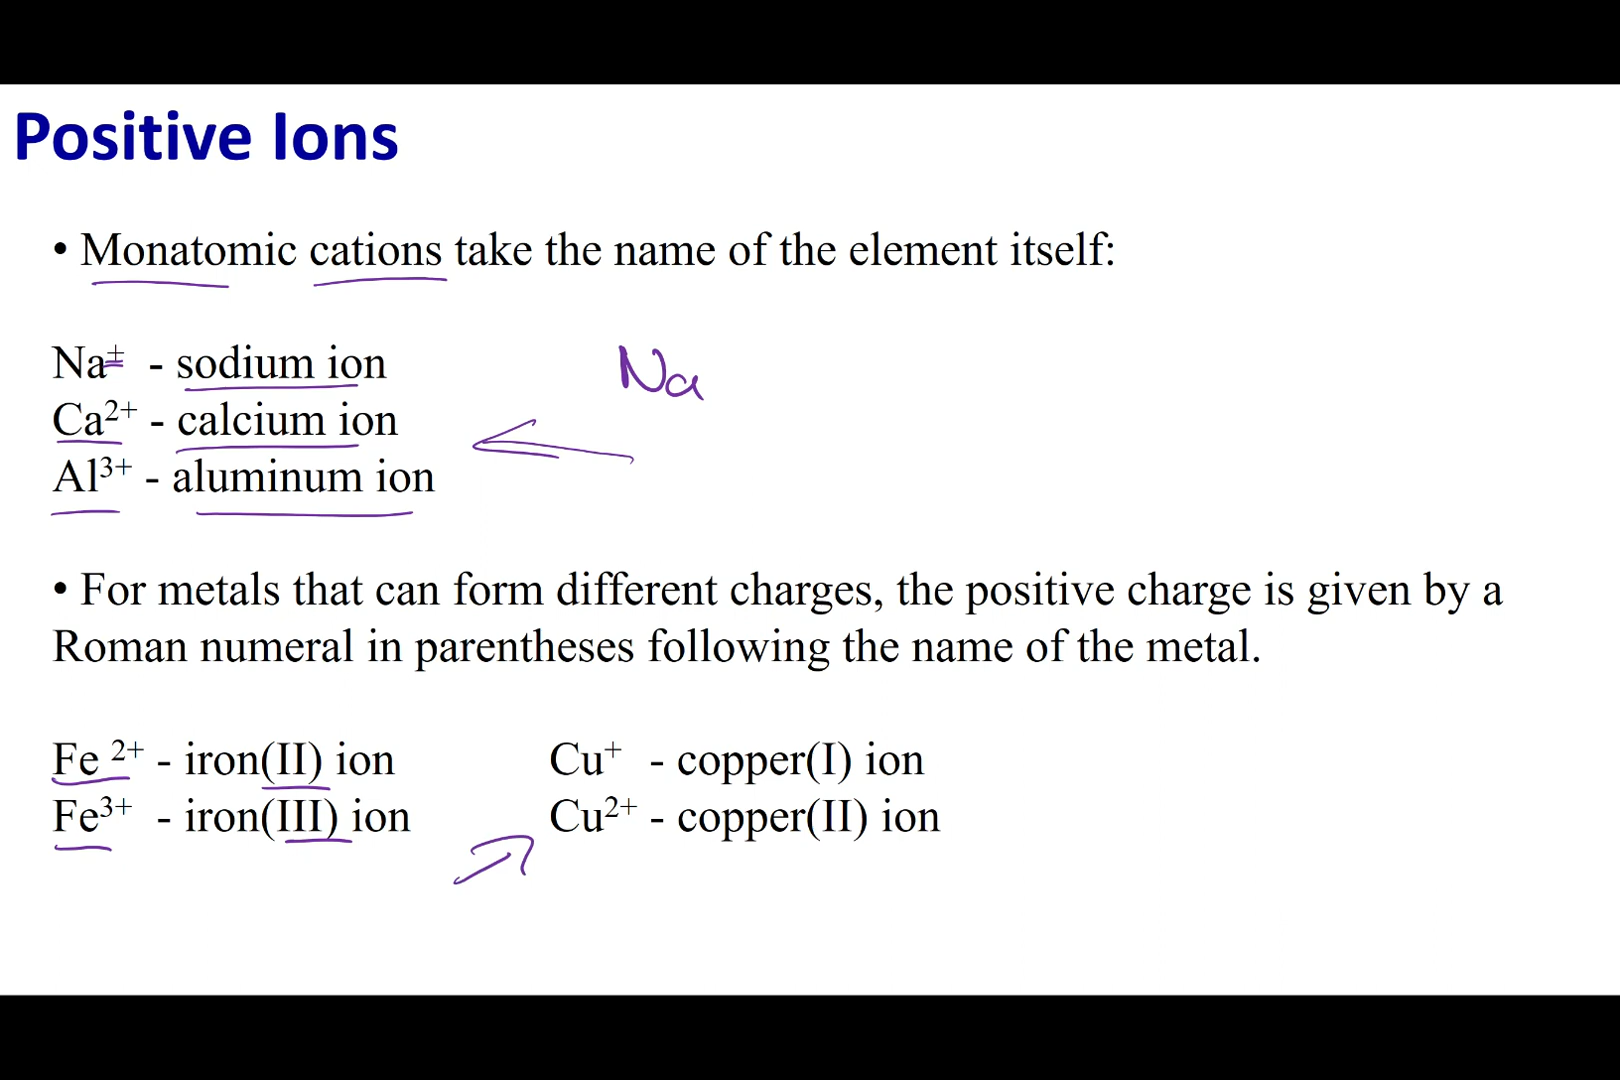 Positive Ions
• Monatomic cations take the name of the element itself:
Na⁺ - sodium ion
Na
Ca²⁺ - calcium ion
Al³⁺ - aluminum ion
• For metals that can form different charges, the positive charge is given by a
Roman numeral in parentheses following the name of the metal.
Fe ²⁺ - iron(II) ion
Cu⁺ - copper(I) ion
Fe³⁺ - iron(III) ion
Cu²⁺ - copper(II) ion